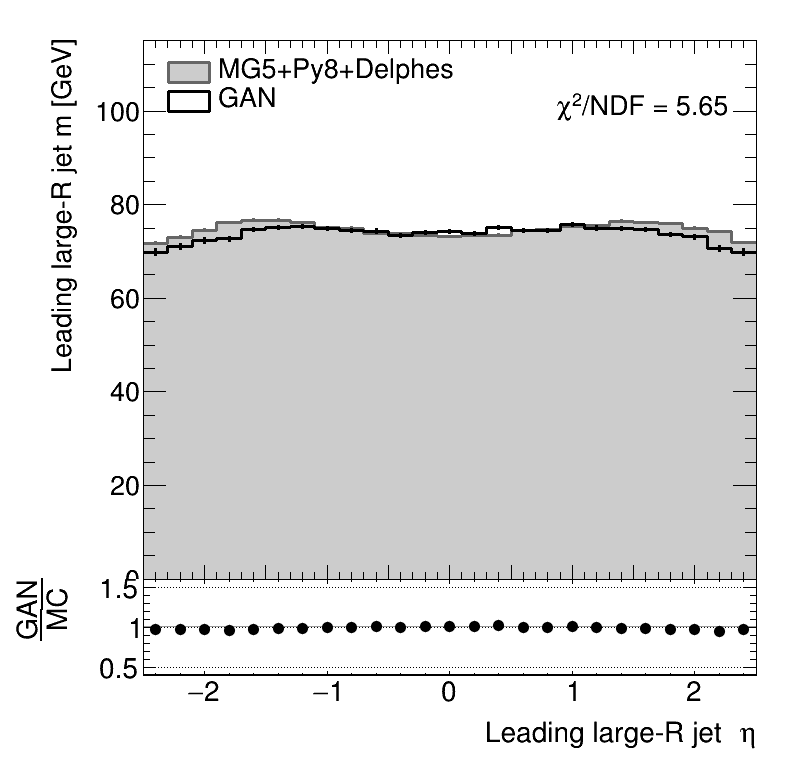 Leading large-R jet m [GeV]
MG5+Py8+Delphes
GAN
χ²/NDF = 5.65
100
80
60
40
20
0
GAN
MC
1.5
1
0.5
−2
−1
0
1
2
Leading large-R jet η